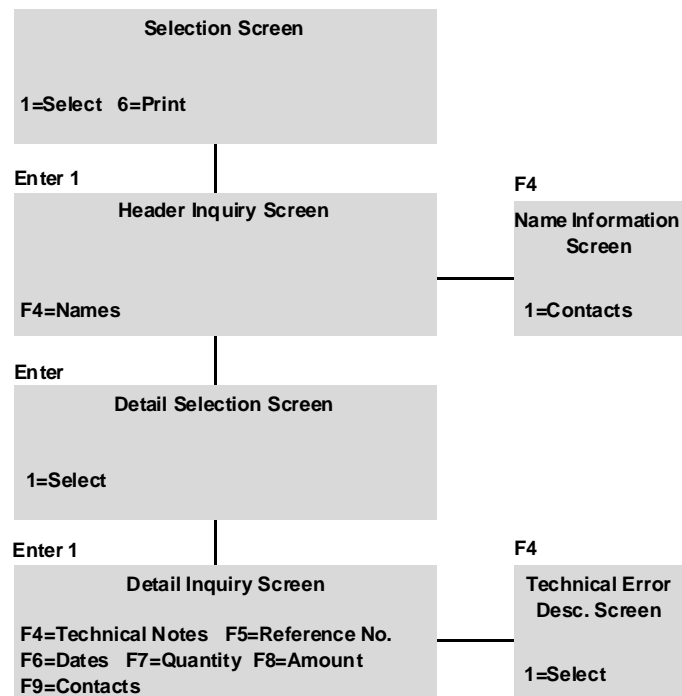 Selection Screen
1=Select 6=Print
Enter 1
Header Inquiry Screen
F4=Names
F4
Name Information
Screen
1=Contacts
Enter
Detail Selection Screen
1=Select
Enter 1
Detail Inquiry Screen
F4=Technical Notes F5=Reference No.
F6=Dates F7=Quantity F8=Amount
F9=Contacts
F4
Technical Error
Desc. Screen
1=Select